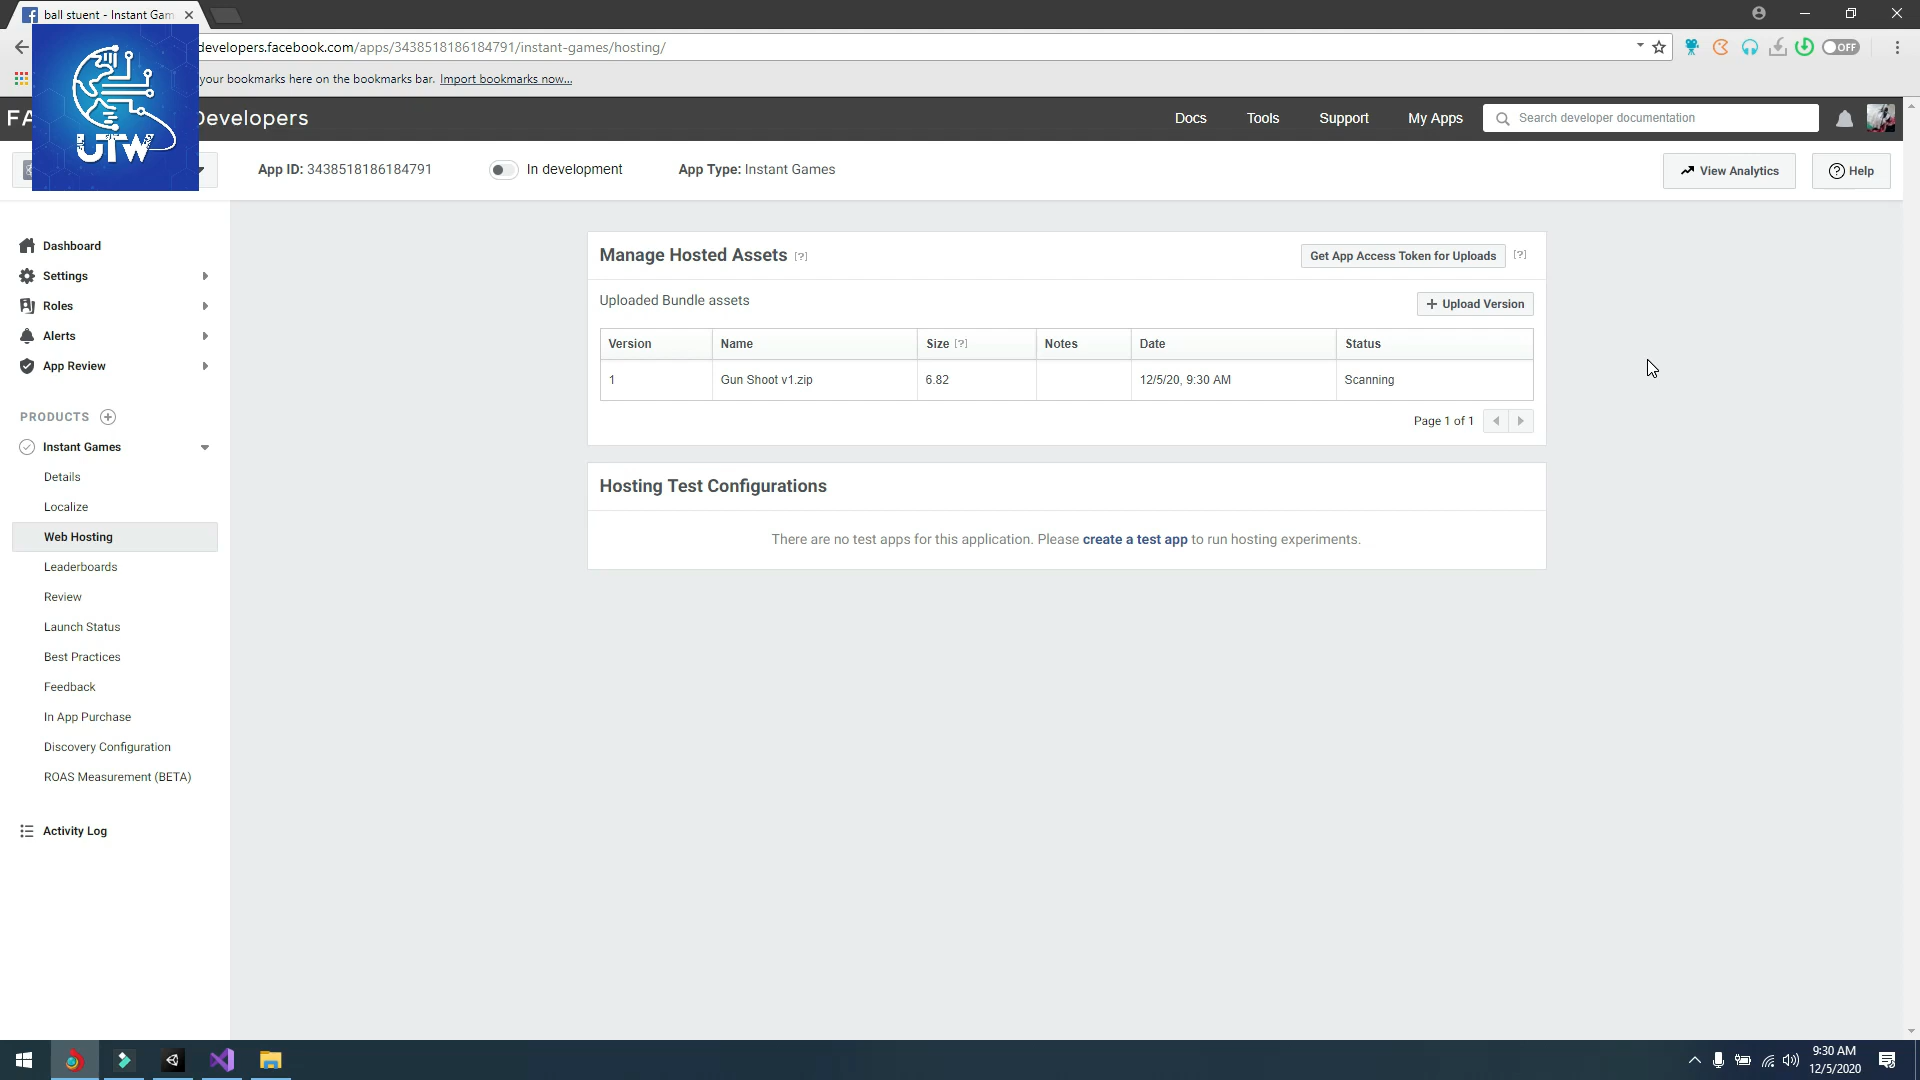 ball stuent - Instant Gam
developers.facebook.com/apps/3438518186184791/instant-games/hosting/
OFF
your bookmarks here on the bookmarks bar. Import bookmarks now...
UTW
FA Developers
Docs
Tools
Support
My Apps
Search developer documentation
App ID: 3438518186184791
In development
App Type: Instant Games
View Analytics
Help
Dashboard
Settings
Roles
Alerts
App Review
PRODUCTS
Instant Games
Details
Localize
Web Hosting
Leaderboards
Review
Launch Status
Best Practices
Feedback
In App Purchase
Discovery Configuration
ROAS Measurement (BETA)
Activity Log
Manage Hosted Assets [?]
Get App Access Token for Uploads [?]
Uploaded Bundle assets
+ Upload Version
Version Name Size [?] Notes Date Status
1 Gun Shoot v1.zip 6.82 12/5/20, 9:30 AM Scanning
Page 1 of 1
Hosting Test Configurations
There are no test apps for this application. Please create a test app to run hosting experiments.
9:30 AM
12/5/2020